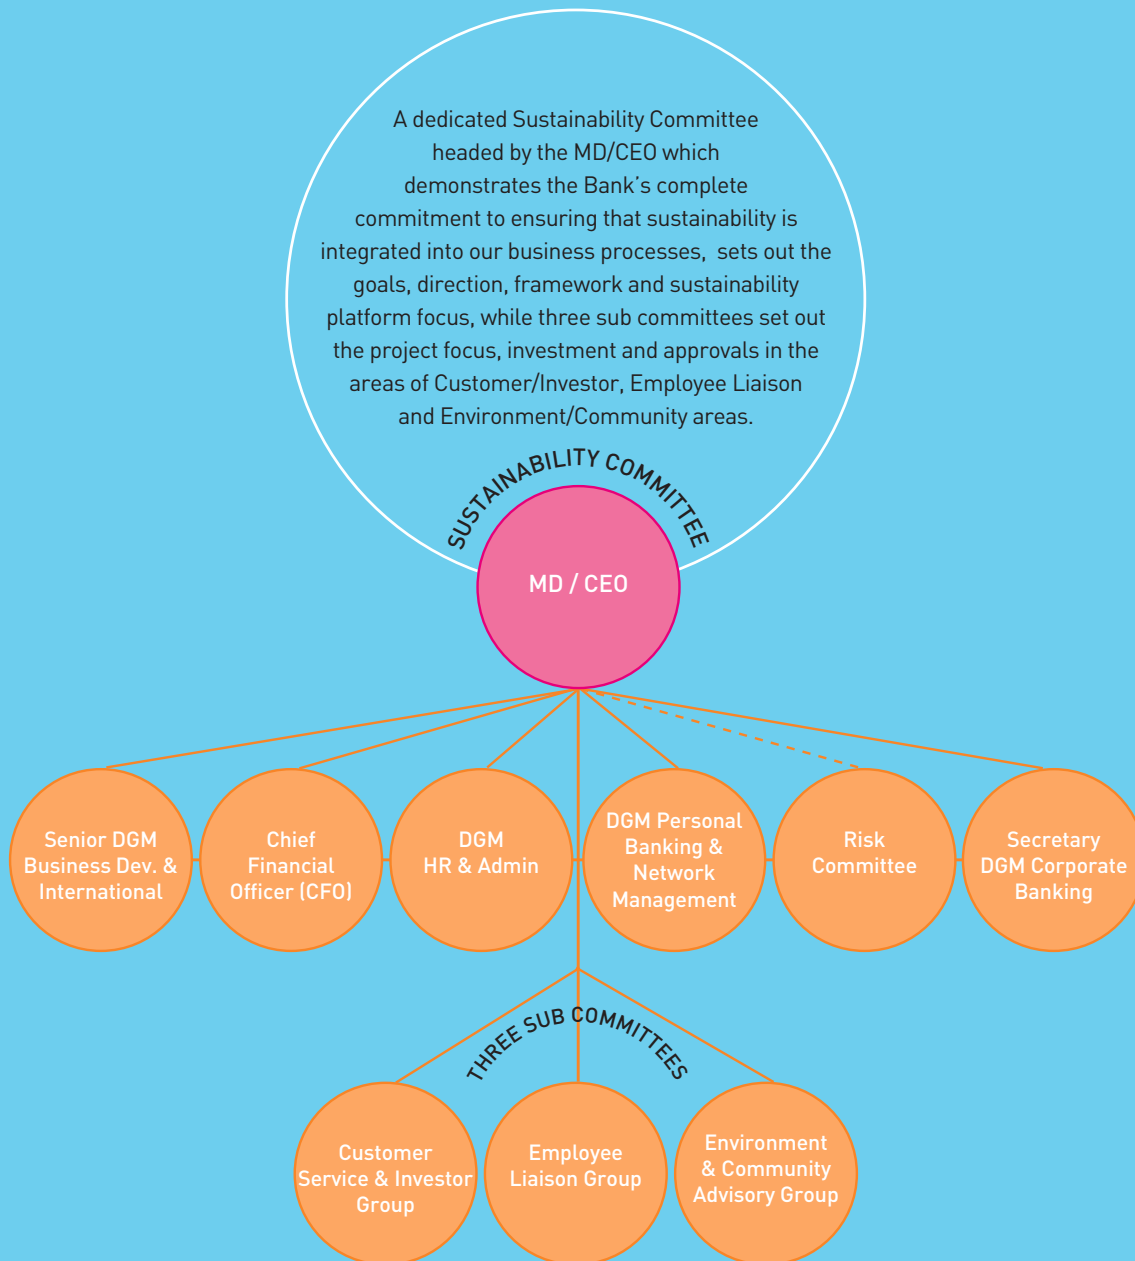 A dedicated Sustainability Committee
headed by the MD/CEO which
demonstrates the Bank’s complete
commitment to ensuring that sustainability is
integrated into our business processes,  sets out the
goals, direction, framework and sustainability
platform focus, while three sub committees set out
the project focus, investment and approvals in the
areas of Customer/Investor, Employee Liaison
and Environment/Community areas.
SUSTAINABILITY COMMITTEE
MD / CEO
Senior DGM
Business Dev. &
International
Chief
Financial
Officer (CFO)
DGM
HR & Admin
DGM Personal
Banking &
Network
Management
Risk
Committee
Secretary
DGM Corporate
Banking
THREE SUB COMMITTEES
Customer
Service & Investor
Group
Employee
Liaison Group
Environment
& Community
Advisory Group